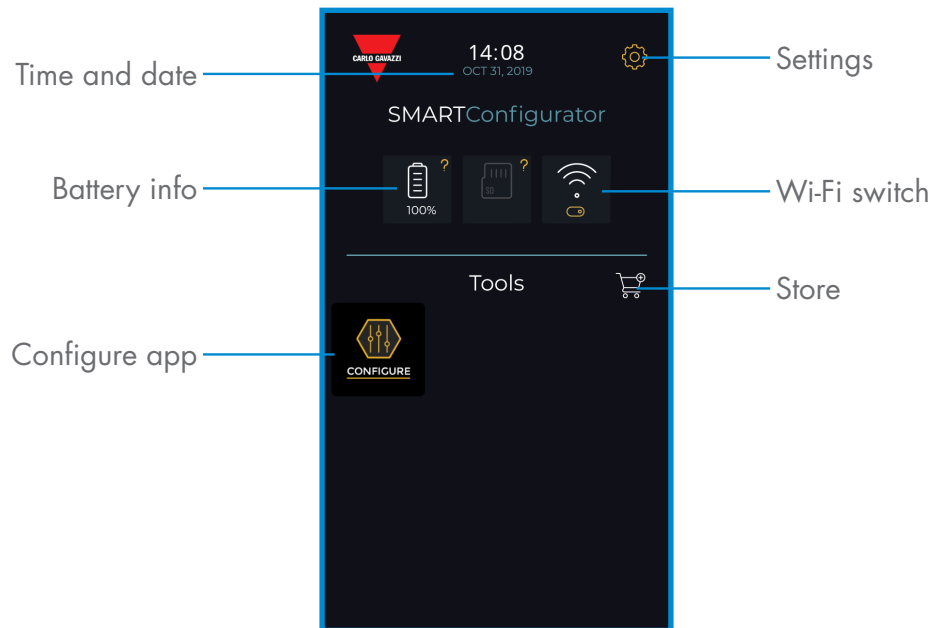 Time and date
Battery info
Configure app
CARLO GAVAZZI
14:08
OCT 31, 2019
SMARTConfigurator
?
100%
?
SD
Tools
CONFIGURE
Settings
Wi-Fi switch
Store